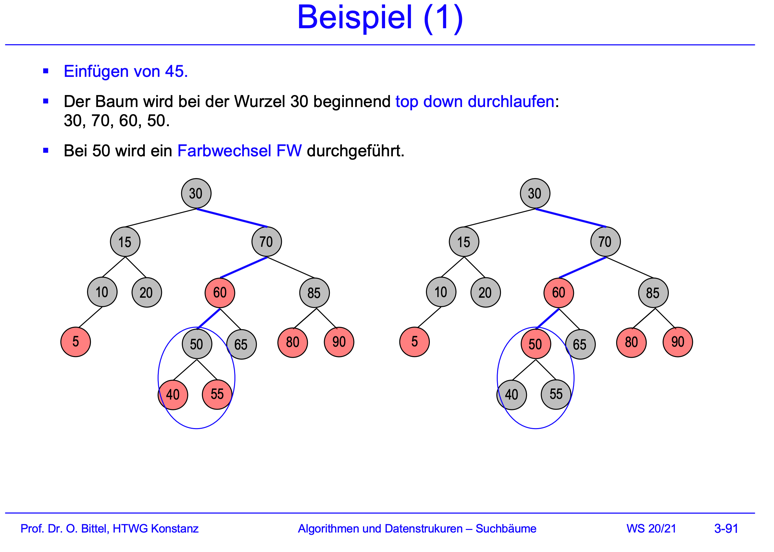 Beispiel (1)
▪ Einfügen von 45.
▪ Der Baum wird bei der Wurzel 30 beginnend top down durchlaufen:
30, 70, 60, 50.
▪ Bei 50 wird ein Farbwechsel FW durchgeführt.
30 30
15 70 15 70
10 20 60 85 10 20 60 85
5 50 65 80 90 5 50 65 80 90
40 55 40 55
Prof. Dr. O. Bittel, HTWG Konstanz Algorithmen und Datenstrukuren – Suchbäume WS 20/21 3-91